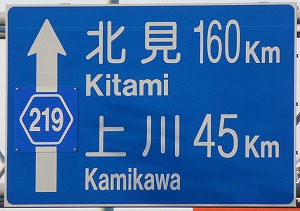 北見 160Km
Kitami
219
上川 45Km
Kamikawa